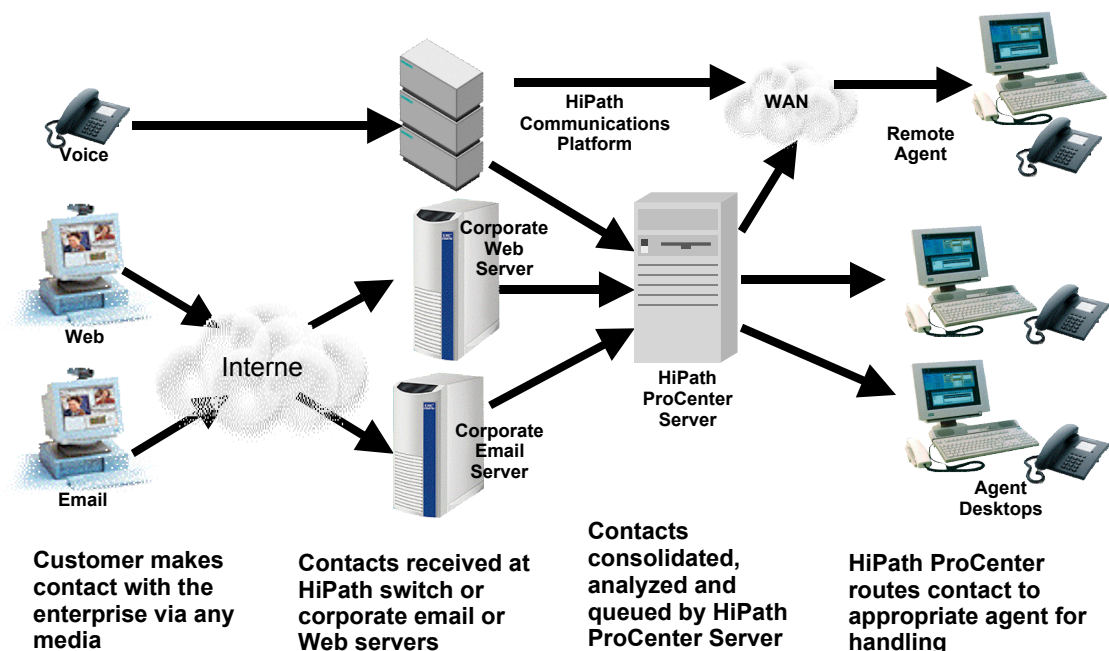 Voice
HiPath
Communications
Platform
WAN
Remote
Agent
Web
Interne
Corporate
Web
Server
Email
Corporate
Email
Server
HiPath
ProCenter
Server
Agent
Desktops
Customer makes
contact with the
enterprise via any
media
Contacts received at
HiPath switch or
corporate email or
Web servers
Contacts
consolidated,
analyzed and
queued by HiPath
ProCenter Server
HiPath ProCenter
routes contact to
appropriate agent for
handling